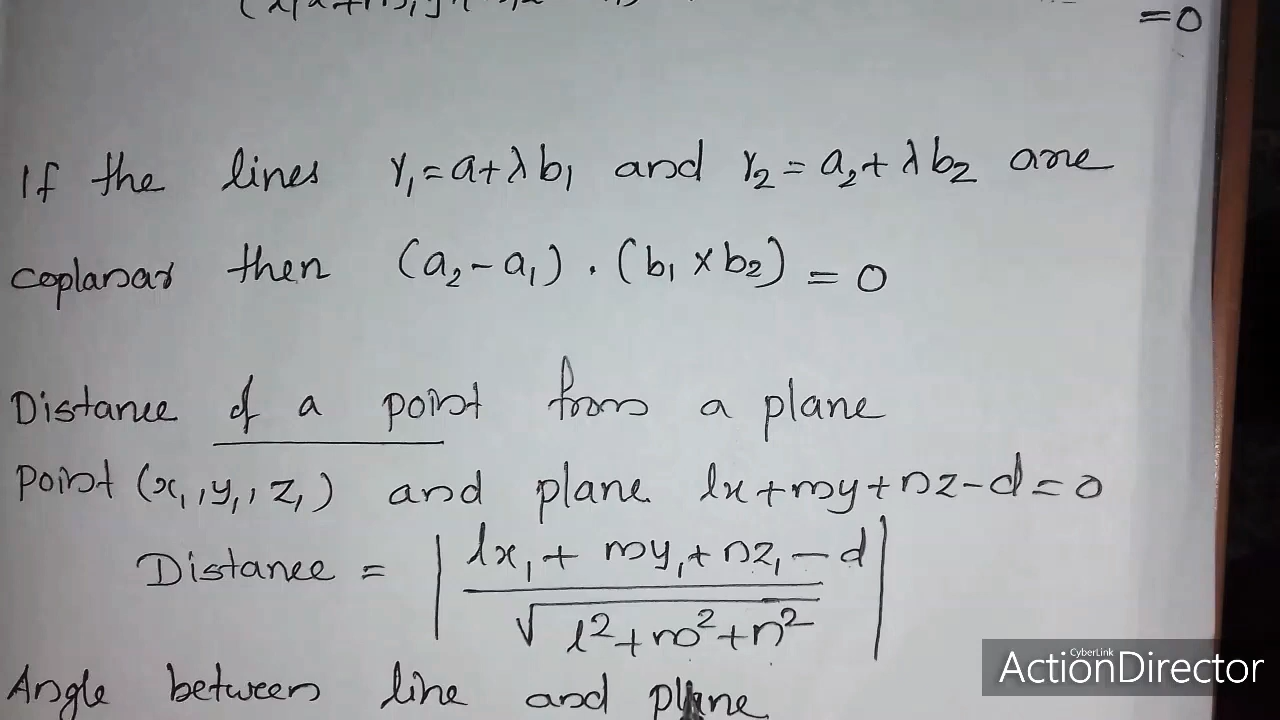 =0
If the lines r₁=a+λb₁ and r₂=a₂+λb₂ are
coplanar then (a₂-a₁).(b₁×b₂)=0
Distance of a point from a plane
point (x₁,y₁,z₁) and plane lx+my+nz-d=0
Distance = | lx₁+my₁+nz₁-d / √l²+m²+n² |
Angle between line and plane
CyberLink
ActionDirector